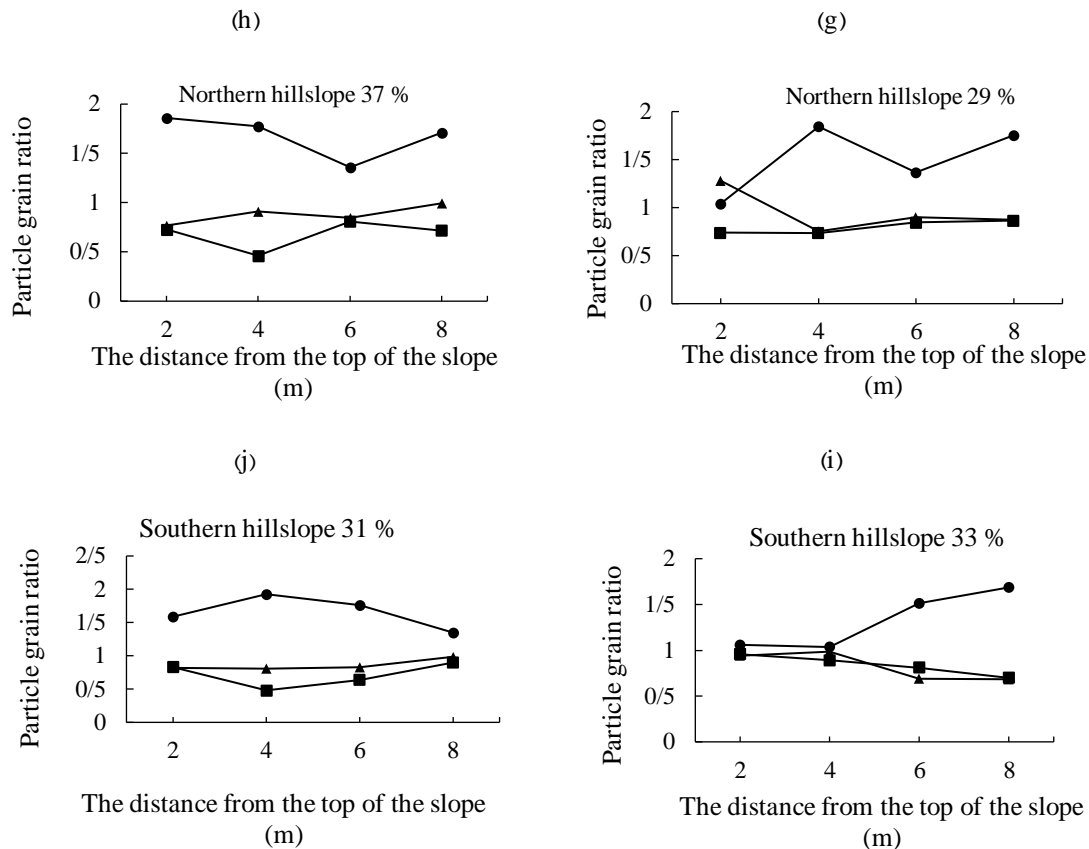 (h)
Northern hillslope 37 %
Particle grain ratio
2
1/5
1
0/5
0
2 4 6 8
The distance from the top of the slope
(m)
(g)
Northern hillslope 29 %
Particle grain ratio
2
1/5
1
0/5
0
2 4 6 8
The distance from the top of the slope
(m)
(j)
Southern hillslope 31 %
Particle grain ratio
2/5
2
1/5
1
0/5
0
2 4 6 8
The distance from the top of the slope
(m)
(i)
Southern hillslope 33 %
Particle grain ratio
2
1/5
1
0/5
0
2 4 6 8
The distance from the top of the slope
(m)